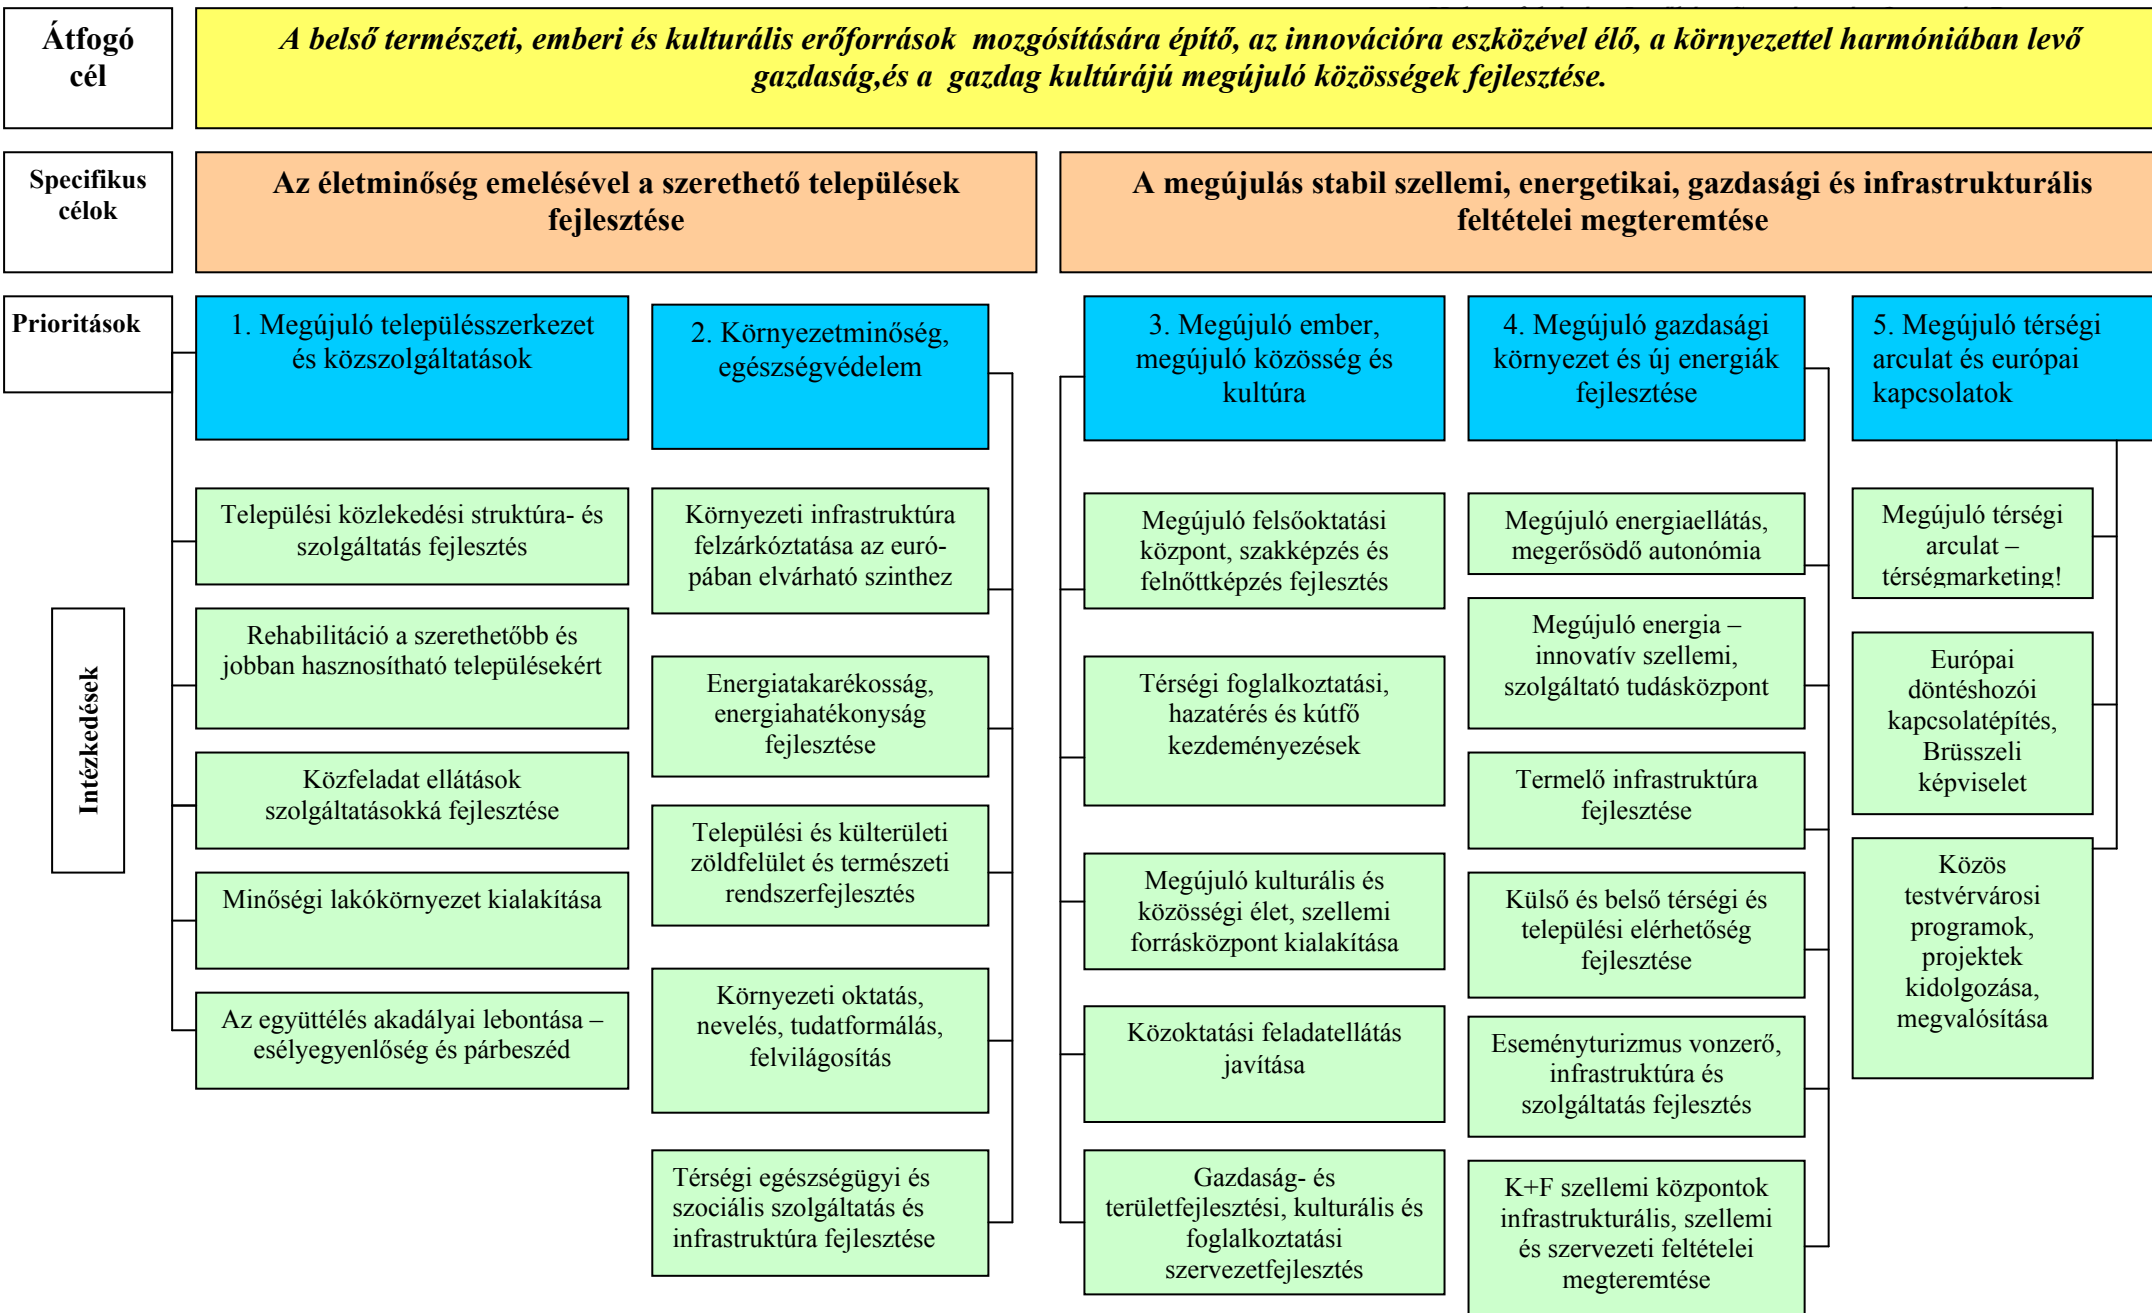 Átfogó
cél
A belső természeti, emberi és kulturális erőforrások mozgósítására építő, az innovációra eszközével élő, a környezettel harmóniában levő
gazdaság,és a gazdag kultúrájú megújuló közösségek fejlesztése.
Specifikus
célok
Az életminőség emelésével a szerethető települések
fejlesztése
A megújulás stabil szellemi, energetikai, gazdasági és infrastrukturális
feltételei megteremtése
Prioritások
1. Megújuló településszerkezet
és közszolgáltatások
2. Környezetminőség,
egészségvédelem
3. Megújuló ember,
megújuló közösség és
kultúra
4. Megújuló gazdasági
környezet és új energiák
fejlesztése
5. Megújuló térségi
arculat és európai
kapcsolatok
Intézkedések
Települési közlekedési struktúra- és
szolgáltatás fejlesztés
Rehabilitáció a szerethetőbb és
jobban hasznosítható településekért
Közfeladat ellátások
szolgáltatásokká fejlesztése
Minőségi lakókörnyezet kialakítása
Az együttélés akadályai lebontása –
esélyegyenlőség és párbeszéd
Környezeti infrastruktúra
felzárkóztatása az euró-
pában elvárható szinthez
Energiatakarékosság,
energiahatékonyság
fejlesztése
Települési és külterületi
zöldfelület és természeti
rendszerfejlesztés
Környezeti oktatás,
nevelés, tudatformálás,
felvilágosítás
Térségi egészségügyi és
szociális szolgáltatás és
infrastruktúra fejlesztése
Megújuló felsőoktatási
központ, szakképzés és
felnőttképzés fejlesztés
Térségi foglalkoztatási,
hazatérés és kútfő
kezdeményezések
Megújuló kulturális és
közösségi élet, szellemi
forrásközpont kialakítása
Közoktatási feladatellátás
javítása
Gazdaság- és
területfejlesztési, kulturális és
foglalkoztatási
szervezetfejlesztés
Megújuló energiaellátás,
megerősödő autonómia
Megújuló energia –
innovatív szellemi,
szolgáltató tudásközpont
Termelő infrastruktúra
fejlesztése
Külső és belső térségi és
települési elérhetőség
fejlesztése
Eseményturizmus vonzerő,
infrastruktúra és
szolgáltatás fejlesztés
K+F szellemi központok
infrastrukturális, szellemi
és szervezeti feltételei
megteremtése
Megújuló térségi
arculat –
térségmarketing!
Európai
döntéshozói
kapcsolatépítés,
Brüsszeli
képviselet
Közös
testvérvárosi
programok,
projektek
kidolgozása,
megvalósítása